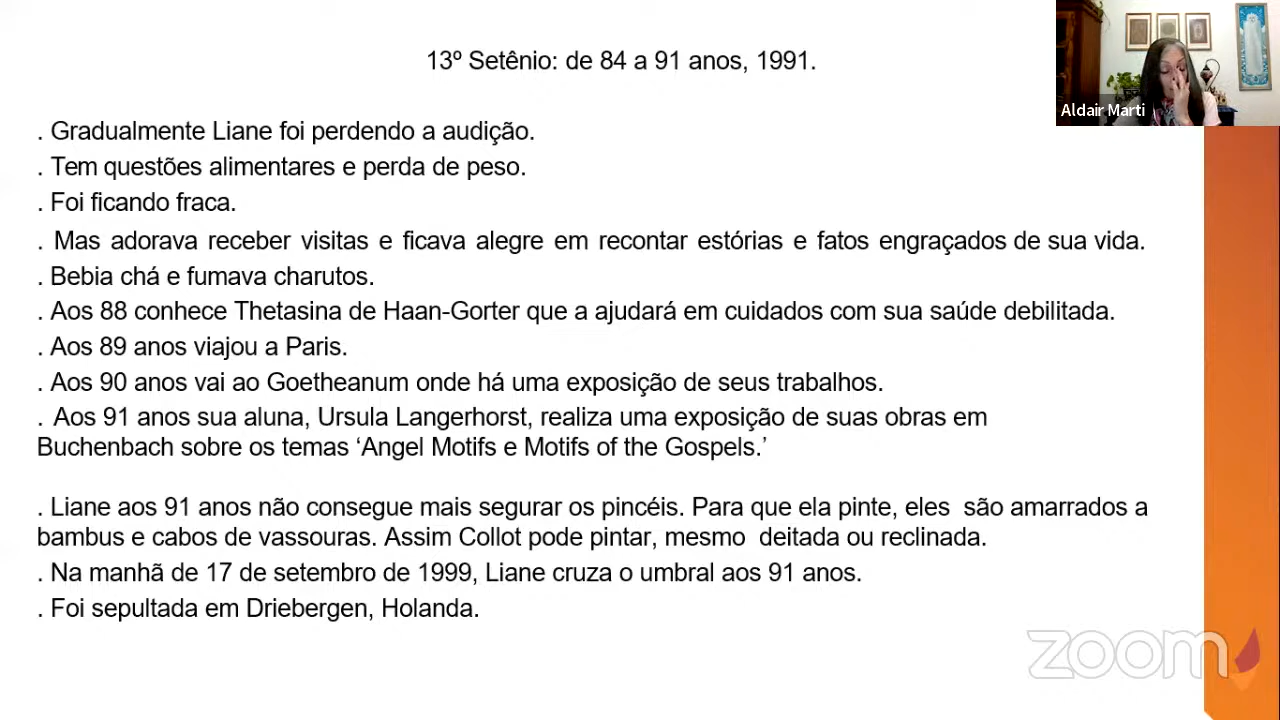 13º Setênio: de 84 a 91 anos, 1991.
Aldair Marti
. Gradualmente Liane foi perdendo a audição.
. Tem questões alimentares e perda de peso.
. Foi ficando fraca.
. Mas adorava receber visitas e ficava alegre em recontar estórias e fatos engraçados de sua vida.
. Bebia chá e fumava charutos.
. Aos 88 conhece Thetasina de Haan-Gorter que a ajudará em cuidados com sua saúde debilitada.
. Aos 89 anos viajou a Paris.
. Aos 90 anos vai ao Goetheanum onde há uma exposição de seus trabalhos.
. Aos 91 anos sua aluna, Ursula Langerhorst, realiza uma exposição de suas obras em
Buchenbach sobre os temas ‘Angel Motifs e Motifs of the Gospels.’
. Liane aos 91 anos não consegue mais segurar os pincéis. Para que ela pinte, eles são amarrados a
bambus e cabos de vassouras. Assim Collot pode pintar, mesmo deitada ou reclinada.
. Na manhã de 17 de setembro de 1999, Liane cruza o umbral aos 91 anos.
. Foi sepultada em Driebergen, Holanda.
zoom